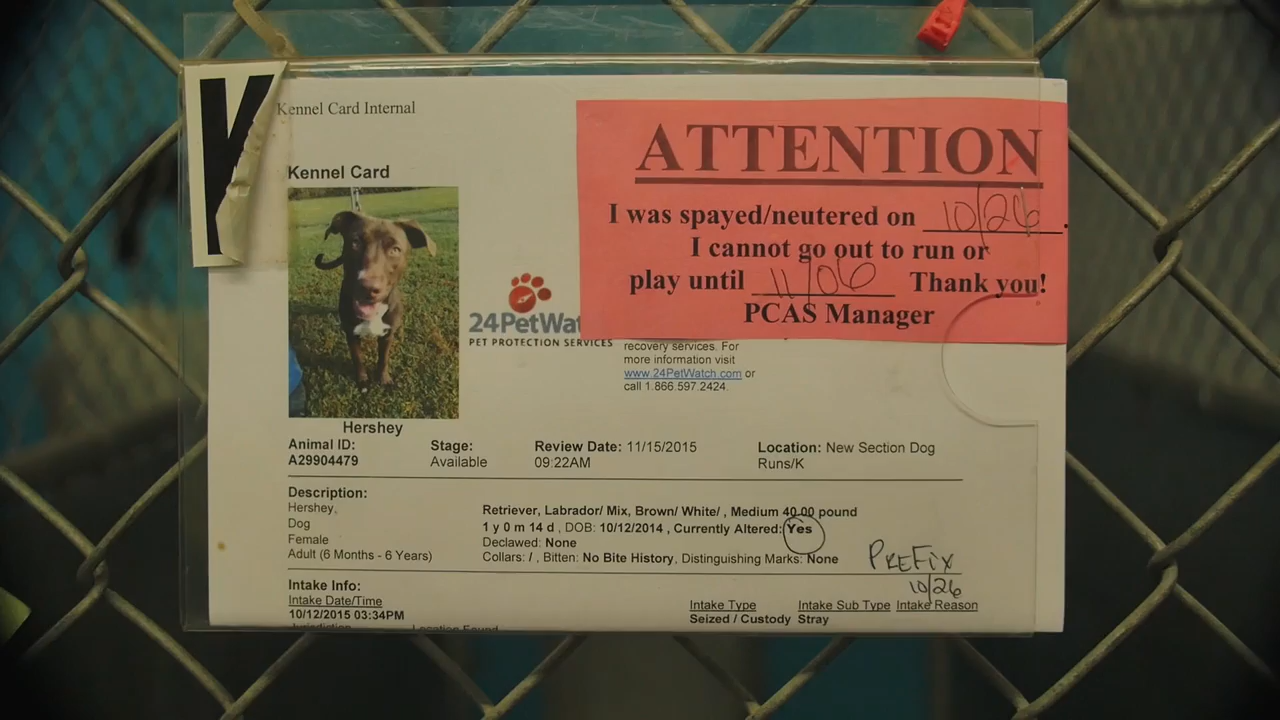 K
Kennel Card Internal
Kennel Card
ATTENTION
I was spayed/neutered on 10/26.
I cannot go out to run or
play until 11/06 Thank you!
PCAS Manager
24PetWat
PET PROTECTION SERVICES
recovery services. For
more information visit
www.24PetWatch.com or
call 1.866.597.2424.
Hershey
Animal ID: Stage: Review Date: 11/15/2015 Location: New Section Dog
A29904479 Available 09:22AM Runs/K
Description:
Hershey Retriever, Labrador/ Mix, Brown/ White/ , Medium 40.00 pound
Dog 1 y 0 m 14 d , DOB: 10/12/2014 , Currently Altered: Yes
Female Declawed: None
Adult (6 Months - 6 Years) Collars: / , Bitten: No Bite History, Distinguishing Marks: None
PREFIX
10/26
Intake Info:
Intake Date/Time Intake Type Intake Sub Type Intake Reason
10/12/2015 03:34PM Seized / Custody Stray
Jurisdiction Location Found